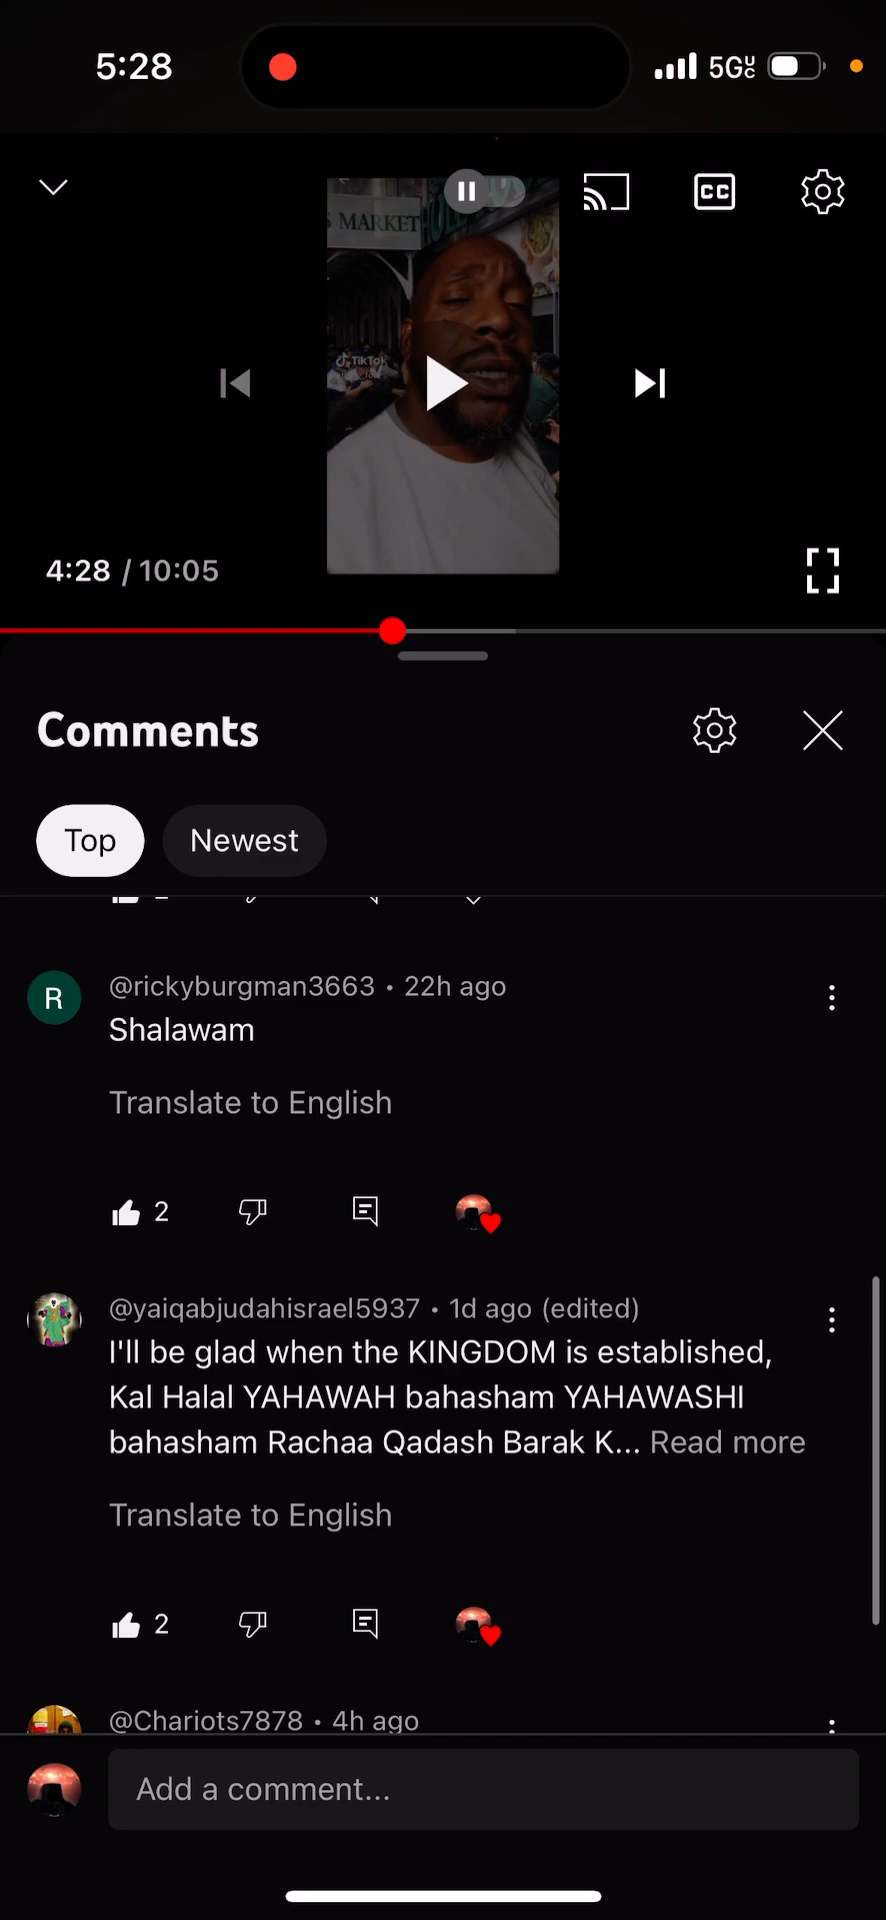 5:28
5G
MARKET
CC
TikTok
4:28 / 10:05
Comments
Top
Newest
R
@rickyburgman3663 • 22h ago
Shalawam
Translate to English
2
@yaiqabjudahisrael5937 • 1d ago (edited)
I'll be glad when the KINGDOM is established,
Kal Halal YAHAWAH bahasham YAHAWASHI
bahasham Rachaa Qadash Barak K... Read more
Translate to English
2
@Chariots7878 • 4h ago
Add a comment...